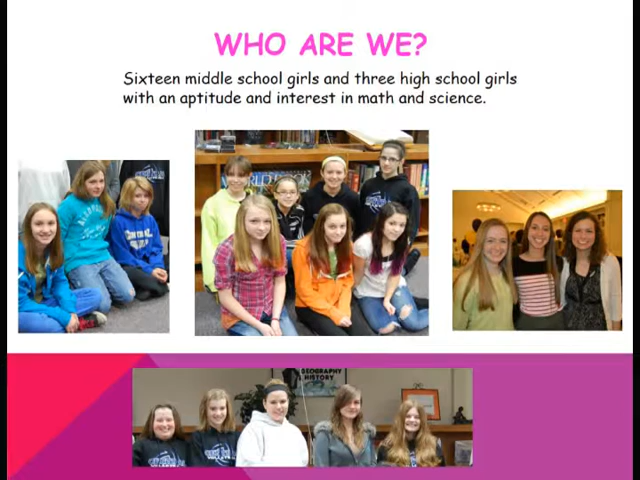 WHO ARE WE?
Sixteen middle school girls and three high school girls
with an aptitude and interest in math and science.
GEOGRAPHY
HISTORY